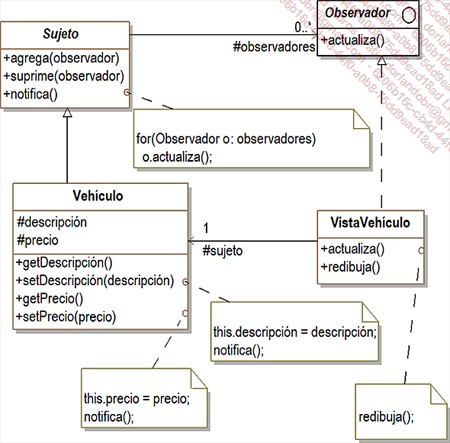 Sujeto
+agrega(observador)
+suprime(observador)
+notifica()
0..*
#observadores
Observador
+actualiza()
for(Observador o: observadores)
o.actualiza();
Vehículo
#descripción
#precio
+getDescripción()
+setDescripción(descripción)
+getPrecio()
+setPrecio(precio)
1
#sujeto
VistaVehículo
+actualiza()
+redibuja()
this.descripción = descripción;
notifica();
this.precio = precio;
notifica();
redibuja();